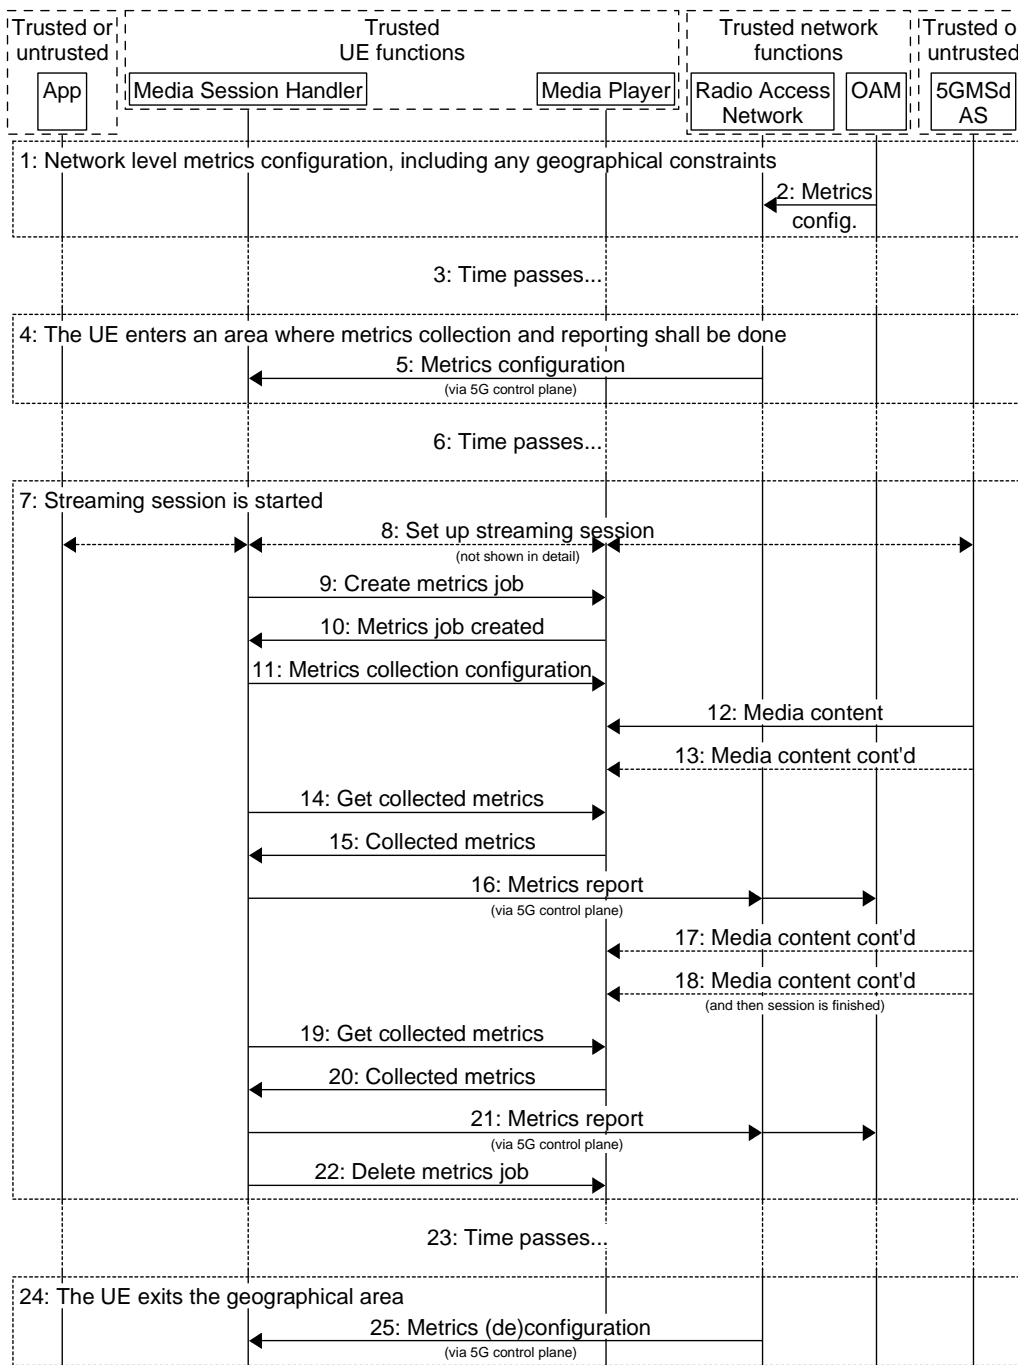 Trusted or
untrusted
Trusted
UE functions
Trusted network
functions
Trusted o
untrusted
App
Media Session Handler
Media Player
Radio Access
Network
OAM
5GMSd
AS
1: Network level metrics configuration, including any geographical constraints
2: Metrics
config.
3: Time passes...
4: The UE enters an area where metrics collection and reporting shall be done
5: Metrics configuration
(via 5G control plane)
6: Time passes...
7: Streaming session is started
8: Set up streaming session
(not shown in detail)
9: Create metrics job
10: Metrics job created
11: Metrics collection configuration
12: Media content
13: Media content cont'd
14: Get collected metrics
15: Collected metrics
16: Metrics report
(via 5G control plane)
17: Media content cont'd
18: Media content cont'd
(and then session is finished)
19: Get collected metrics
20: Collected metrics
21: Metrics report
(via 5G control plane)
22: Delete metrics job
23: Time passes...
24: The UE exits the geographical area
25: Metrics (de)configuration
(via 5G control plane)